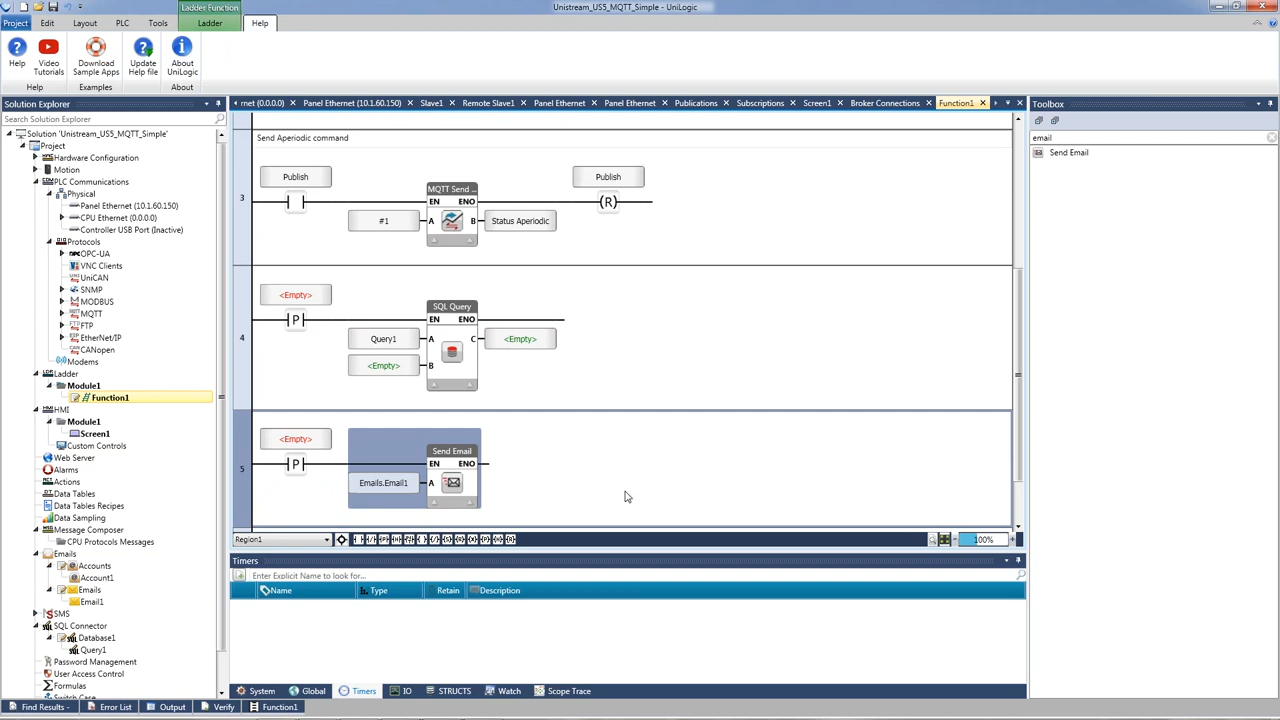 Ladder Function
Unistream_US5_MQTT_Simple - UniLogic
Project Edit Layout PLC Tools Ladder Help
Help Video Tutorials Download Sample Apps Update Help file About UniLogic
Help Examples About
Solution Explorer
Search Solution Explorer
Solution 'Unistream_US5_MQTT_Simple'
Project
Hardware Configuration
Motion
PLC Communications
Physical
Panel Ethernet (10.1.60.150)
CPU Ethernet (0.0.0.0)
Controller USB Port (Inactive)
Protocols
OPC-UA
VNC Clients
UniCAN
SNMP
MODBUS
MQTT
FTP
EtherNet/IP
CANopen
Modems
Ladder
Module1
Function1
HMI
Module1
Screen1
Custom Controls
Web Server
Alarms
Actions
Data Tables
Data Tables Recipes
Data Sampling
Message Composer
CPU Protocols Messages
Emails
Accounts
Account1
Emails
Email1
SMS
SQL Connector
Database1
Query1
Password Management
User Access Control
Formulas
Switch Case
rnet (0.0.0.0) Panel Ethernet (10.1.60.150) Slave1 Remote Slave1 Panel Ethernet Panel Ethernet Publications Subscriptions Screen1 Broker Connections Function1
Send Aperiodic command
Publish Publish
MQTT Send ...
3 EN ENO (R)
#1 A B Status Aperiodic
<Empty>
SQL Query
P EN ENO
4 Query1 A C <Empty>
<Empty> B
<Empty>
Send Email
5 P EN ENO
Emails.Email1 A
Region1 100%
Timers
Enter Explicit Name to look for...
Name Type Retain Description
System Global Timers IO STRUCTS Watch Scope Trace
Find Results - Error List Output Verify Function1
Toolbox
email
Send Email